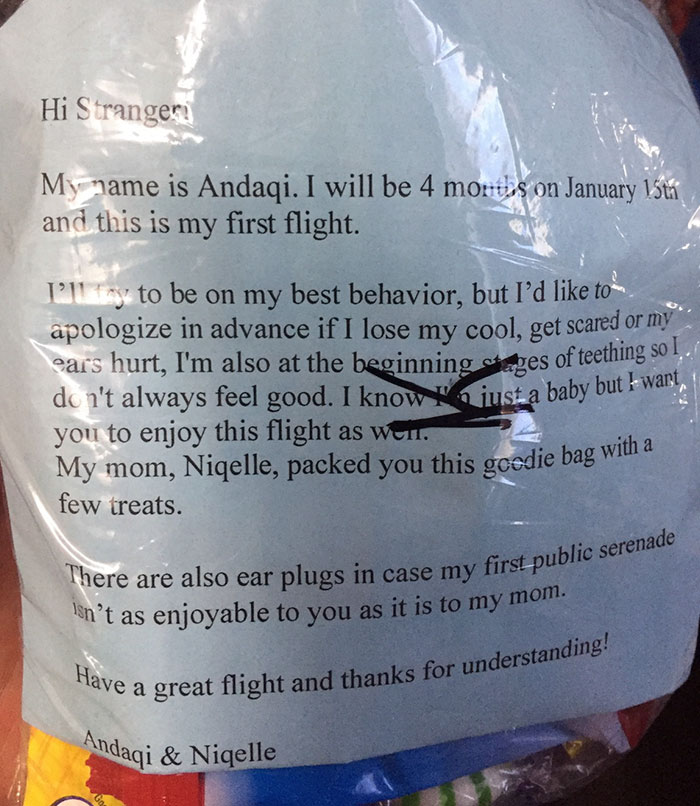 Hi Stranger!
My name is Andaqi. I will be 4 months on January 15th
and this is my first flight.
I'll try to be on my best behavior, but I'd like to
apologize in advance if I lose my cool, get scared or my
ears hurt, I'm also at the beginning stages of teething so I
don't always feel good. I know I'm just a baby but I want
you to enjoy this flight as well.
My mom, Niqelle, packed you this goodie bag with a
few treats.
There are also ear plugs in case my first public serenade
isn't as enjoyable to you as it is to my mom.
Have a great flight and thanks for understanding!
Andaqi & Niqelle